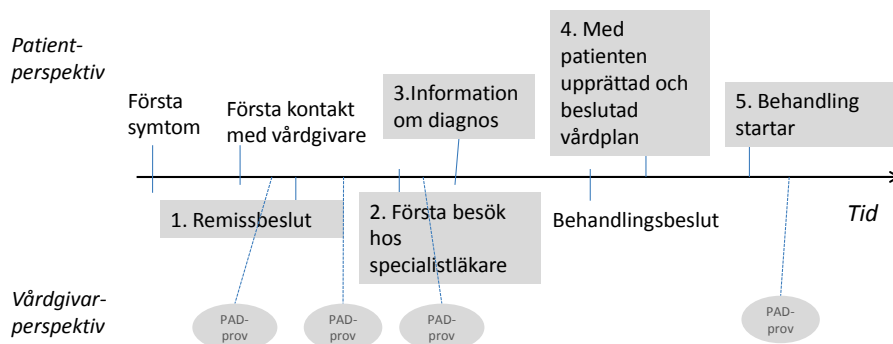 Patient-
perspektiv
Första
symtom
Första kontakt
med vårdgivare
3.Information
om diagnos
4. Med
patienten
upprättad och
beslutad
vårdplan
5. Behandling
startar
1. Remissbeslut
2. Första besök
hos
specialistläkare
Behandlingsbeslut
Tid
Vårdgivar-
perspektiv
PAD-
prov
PAD-
prov
PAD-
prov
PAD-
prov